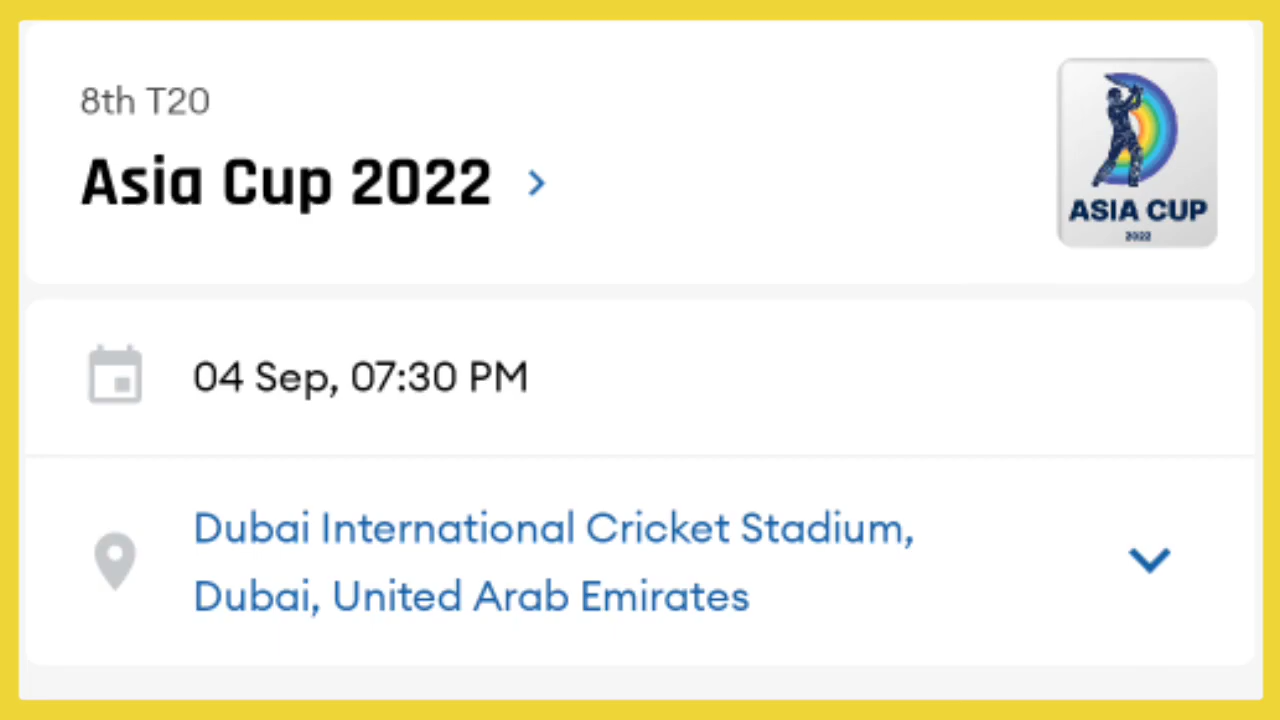 8th T20
Asia Cup 2022
ASIA CUP
2022
04 Sep, 07:30 PM
Dubai International Cricket Stadium,
Dubai, United Arab Emirates